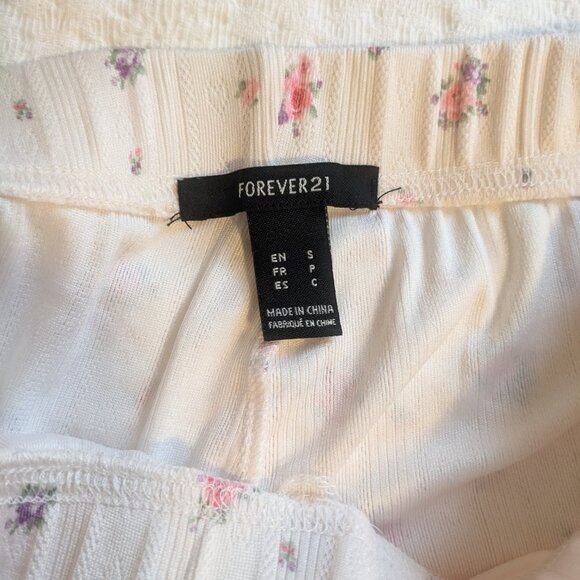 FOREVER21
EN S
FR P
ES C
MADE IN CHINA
FABRIQUÉ EN CHINE